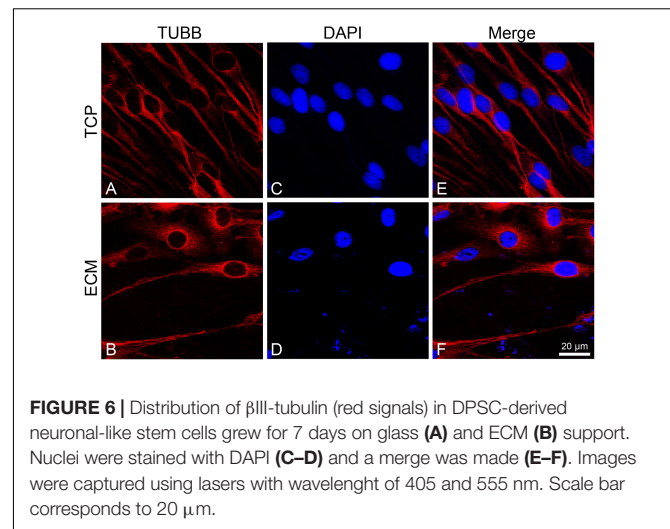 TUBB DAPI Merge
TCP
A C E
ECM
B D F
20 μm
FIGURE 6 | Distribution of βIII-tubulin (red signals) in DPSC-derived
neuronal-like stem cells grew for 7 days on glass (A) and ECM (B) support.
Nuclei were stained with DAPI (C–D) and a merge was made (E–F). Images
were captured using lasers with wavelenght of 405 and 555 nm. Scale bar
corresponds to 20 μm.